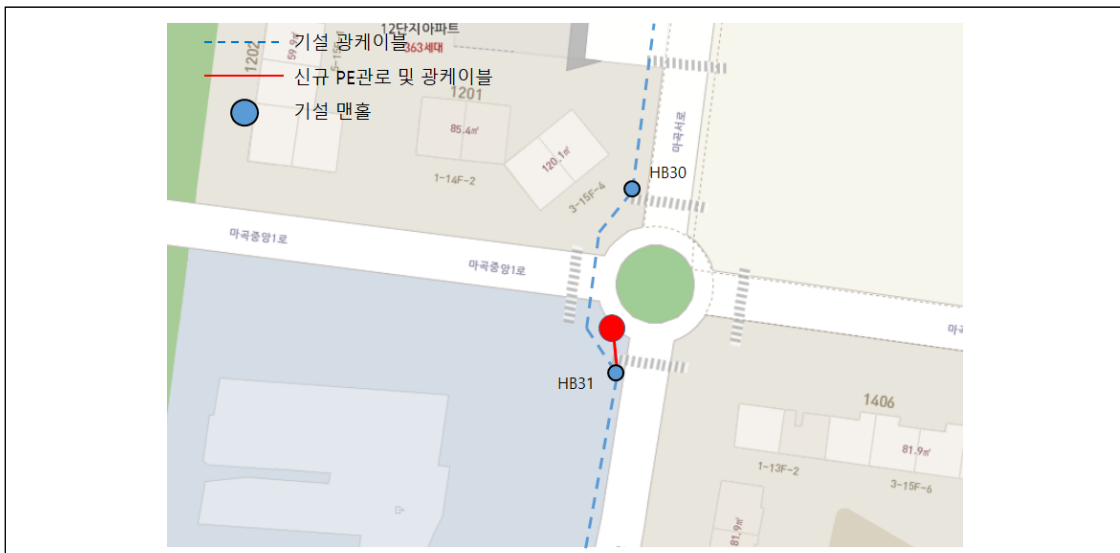 12단지아파트
363세대
기설 광케이블
신규 PE관로 및 광케이블
기설 맨홀
1202
59.9㎡
1201
85.4㎡
120.1㎡
1-14F-2
3-15F-4
마곡서로
HB30
마곡중앙1로
마곡중앙1로
HB31
1406
81.9㎡
1-13F-2
3-15F-6
81.9㎡